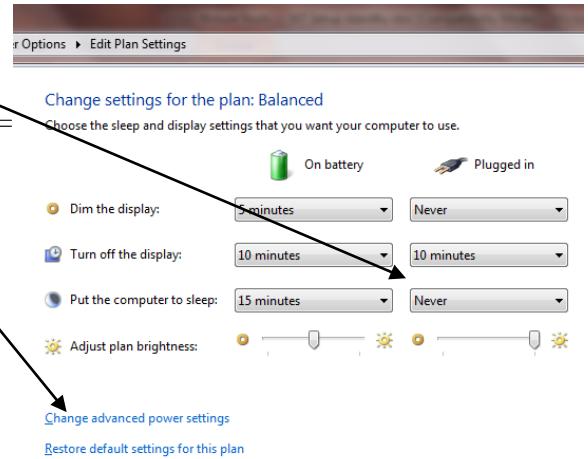 r Options ▸ Edit Plan Settings
Change settings for the plan: Balanced
Choose the sleep and display settings that you want your computer to use.
On battery Plugged in
Dim the display: 5 minutes Never
Turn off the display: 10 minutes 10 minutes
Put the computer to sleep: 15 minutes Never
Adjust plan brightness:
Change advanced power settings
Restore default settings for this plan